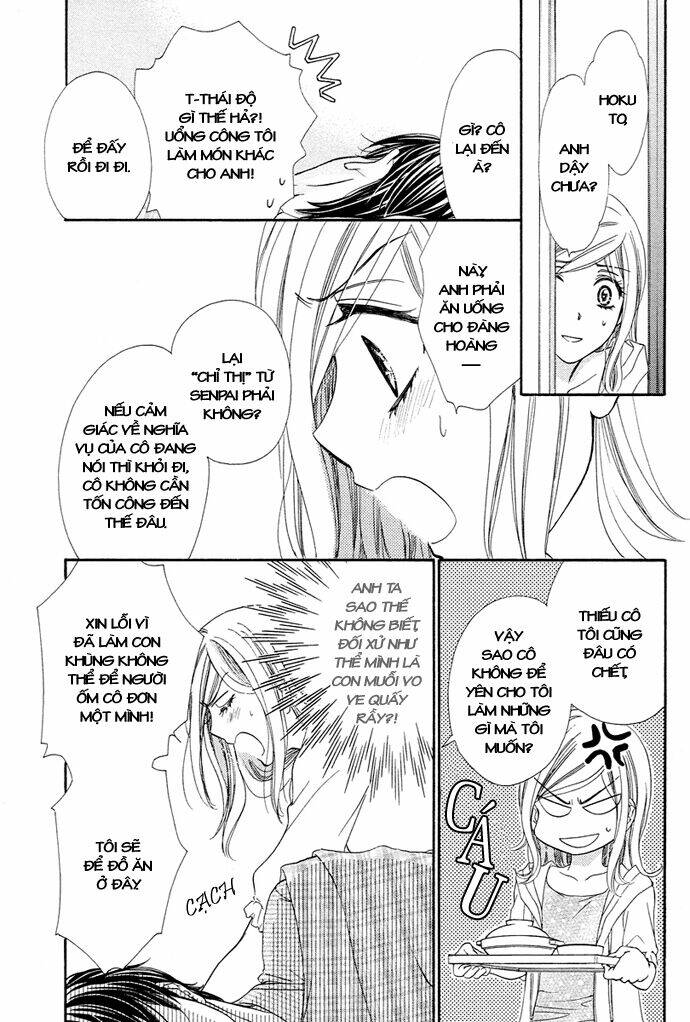 HOKU
TO,
ANH
DẬY
CHƯA?
GÌ? CÔ
LẠI ĐẾN
À?
T-THÁI ĐỘ
GÌ THẾ HẢ?!
UỔNG CÔNG TÔI
LÀM MÓN KHÁC
CHO ANH!
ĐỂ ĐẤY
RỒI ĐI ĐI.
NÀY,
ANH PHẢI
ĂN UỐNG
CHO ĐÀNG
HOÀNG
—
LẠI
"CHỈ THỊ" TỪ
SENPAI PHẢI
KHÔNG?
NẾU CẢM
GIÁC VỀ NGHĨA
VỤ CỦA CÔ ĐANG
NÓI THÌ KHỎI ĐI,
CÔ KHÔNG CẦN
TỐN CÔNG ĐẾN
THẾ ĐÂU.
THIẾU CÔ
TÔI CŨNG
ĐÂU CÓ
CHẾT,
VẬY
SAO CÔ
KHÔNG ĐỂ
YÊN CHO TÔI
LÀM NHỮNG
GÌ MÀ TÔI
MUỐN?
CÁU
ANH TA
SAO THẾ
KHÔNG BIẾT,
ĐỐI XỬ NHƯ
THỂ MÌNH LÀ
CON MUỖI VO
VE QUẤY
RẦY?!
XIN LỖI VÌ
ĐÃ LÀM CON
KHỦNG KHÔNG
THỂ ĐỂ NGƯỜI
ỐM CÔ ĐƠN
MỘT MÌNH!
TÔI SẼ
ĐỂ ĐỒ ĂN
Ở ĐÂY.
CẠCH